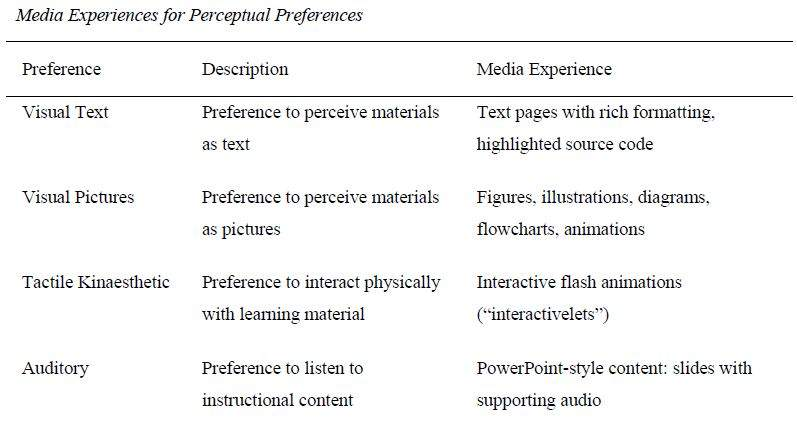 Media Experiences for Perceptual Preferences
Preference Description Media Experience
Visual Text Preference to perceive materials Text pages with rich formatting,
as text highlighted source code
Visual Pictures Preference to perceive materials Figures, illustrations, diagrams,
as pictures flowcharts, animations
Tactile Kinaesthetic Preference to interact physically Interactive flash animations
with learning material (“interactivelets”)
Auditory Preference to listen to PowerPoint-style content: slides with
instructional content supporting audio